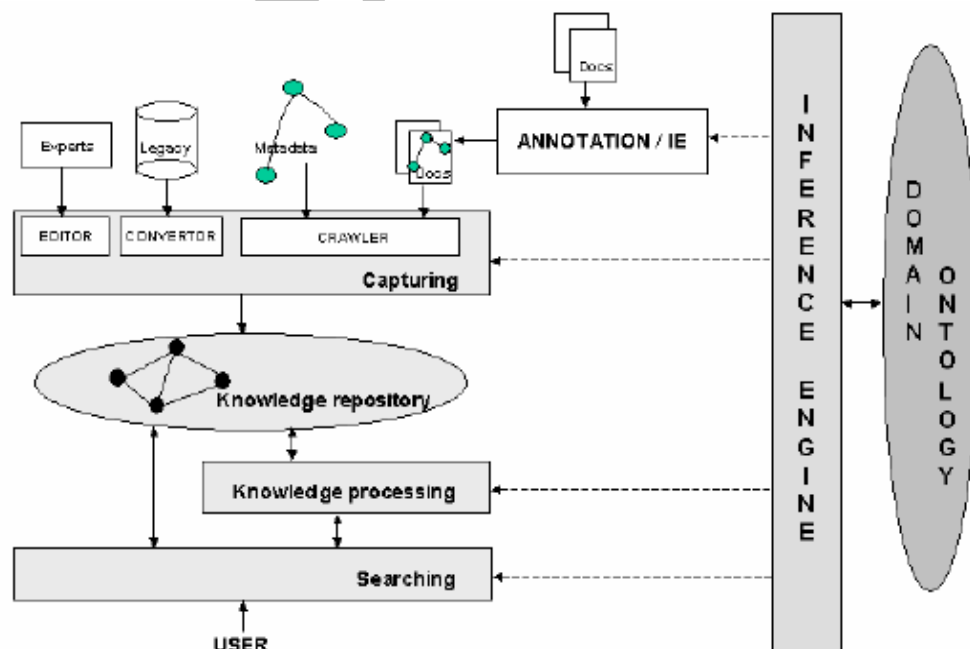 Docs
ANNOTATION / IE
Experts
Legacy
Metadata
Docs
EDITOR
CONVERTOR
CRAWLER
Capturing
Knowledge repository
Knowledge processing
Searching
USER
INFERENCE ENGINE
DOMAIN
ONTOLOGY